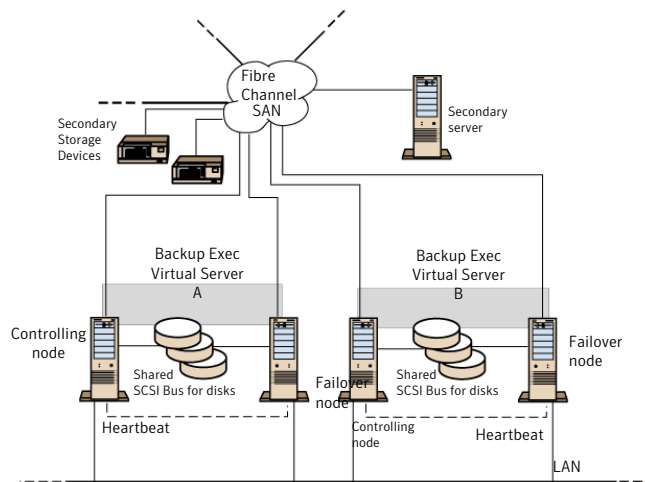 Fibre
Channel
SAN
Secondary
server
Secondary
Storage
Devices
Backup Exec
Virtual Server
A
Backup Exec
Virtual Server
B
Controlling
node
Shared
SCSI Bus for disks
Failover
node
Shared
SCSI Bus for disks
Failover
node
Heartbeat
Controlling
node
Heartbeat
LAN